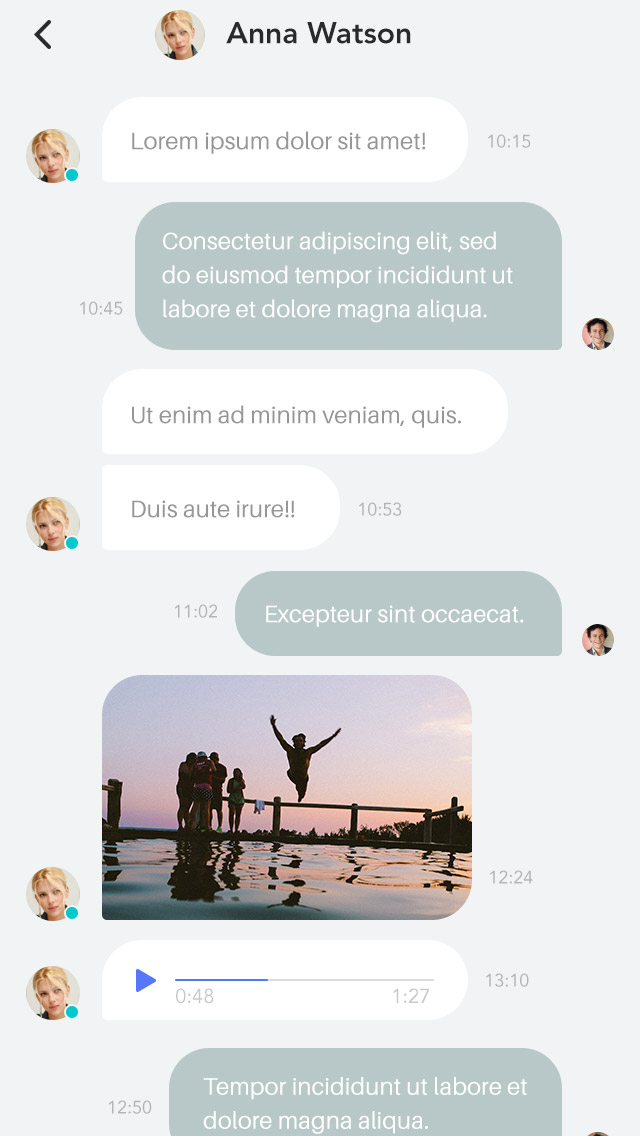 Anna Watson
Lorem ipsum dolor sit amet!
10:15
Consectetur adipiscing elit, sed
do eiusmod tempor incididunt ut
labore et dolore magna aliqua.
10:45
Ut enim ad minim veniam, quis.
Duis aute irure!!
10:53
11:02
Excepteur sint occaecat.
12:24
0:48
1:27
13:10
Tempor incididunt ut labore et
dolore magna aliqua.
12:50